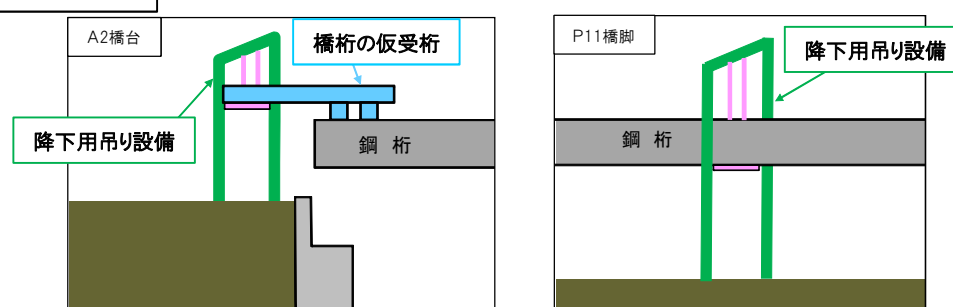 A2橋台
橋桁の仮受桁
降下用吊り設備
鋼 桁
P11橋脚
降下用吊り設備
鋼 桁